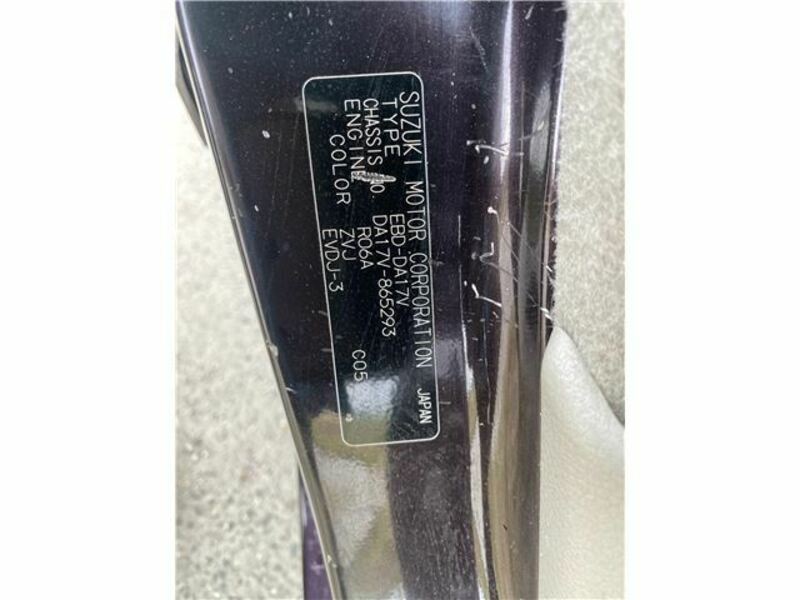 SUZUKI MOTOR CORPORATION JAPAN
TYPE EBD-DA17V
CHASSIS NO. DA17V-865293
ENGINE R06A
COLOR ZVJ C05
EVDJ-3